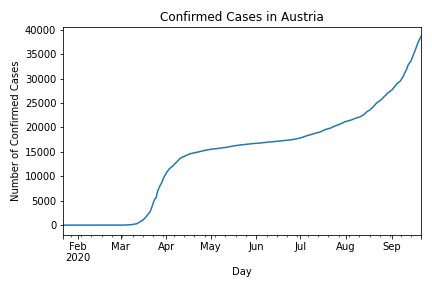 Confirmed Cases in Austria
40000
35000
30000
25000
20000
15000
10000
5000
0
Number of Confirmed Cases
Feb Mar Apr May Jun Jul Aug Sep
2020
Day